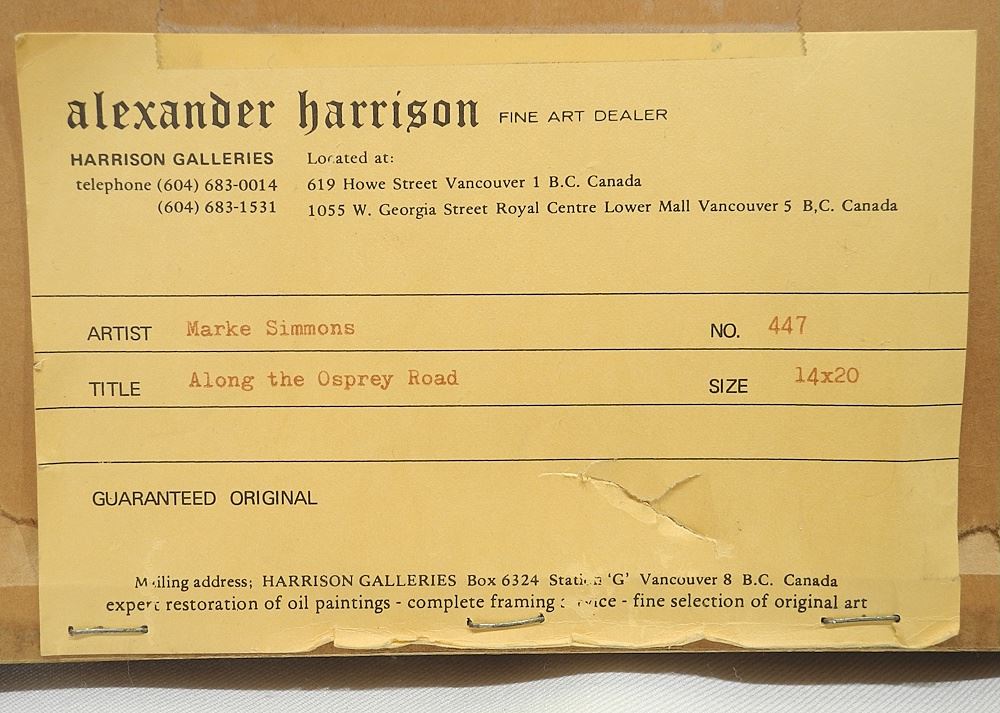 alexander harrison FINE ART DEALER
HARRISON GALLERIES Located at:
telephone (604) 683-0014 619 Howe Street Vancouver 1 B.C. Canada
(604) 683-1531 1055 W. Georgia Street Royal Centre Lower Mall Vancouver 5 B,C. Canada
ARTIST Marke Simmons NO. 447
TITLE Along the Osprey Road SIZE 14x20
GUARANTEED ORIGINAL
Mailing address; HARRISON GALLERIES Box 6324 Station 'G' Vancouver 8 B.C. Canada
expert restoration of oil paintings - complete framing service - fine selection of original art